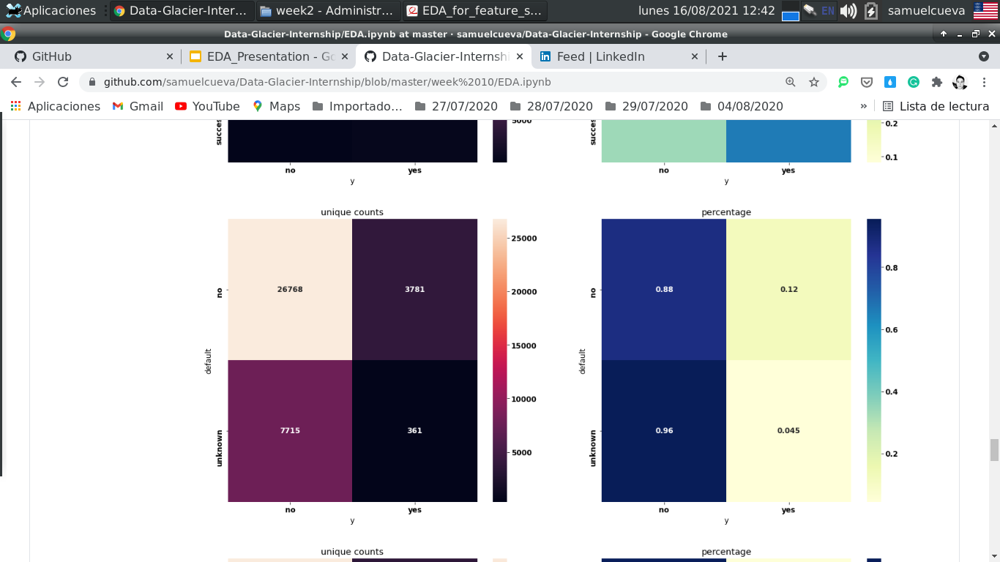 Aplicaciones
Data-Glacier-Inter...
week2 - Administr...
EDA_for_feature_s...
lunes 16/08/2021 12:42
EN
samuelcueva
Data-Glacier-Internship/EDA.ipynb at master · samuelcueva/Data-Glacier-Internship - Google Chrome
GitHub
EDA_Presentation - Go
Data-Glacier-Internshi
Feed | LinkedIn
github.com/samuelcueva/Data-Glacier-Internship/blob/master/week%2010/EDA.ipynb
Aplicaciones
Gmail
YouTube
Maps
Importado...
27/07/2020
28/07/2020
29/07/2020
04/08/2020
»
Lista de lectura
succes
5000
no
yes
y
succes
0.2
0.1
no
yes
y
unique counts
no
26768
3781
default
unknown
7715
361
no
yes
y
25000
20000
15000
10000
5000
percentage
no
0.88
0.12
default
unknown
0.96
0.045
no
yes
y
0.8
0.6
0.4
0.2
unique counts
percentage